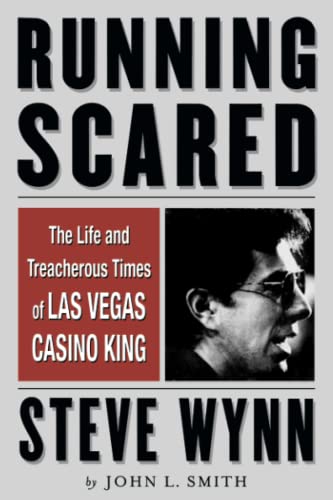 RUNNING
SCARED
The Life and
Treacherous Times
of LAS VEGAS
CASINO KING
STEVE WYNN
by JOHN L. SMITH